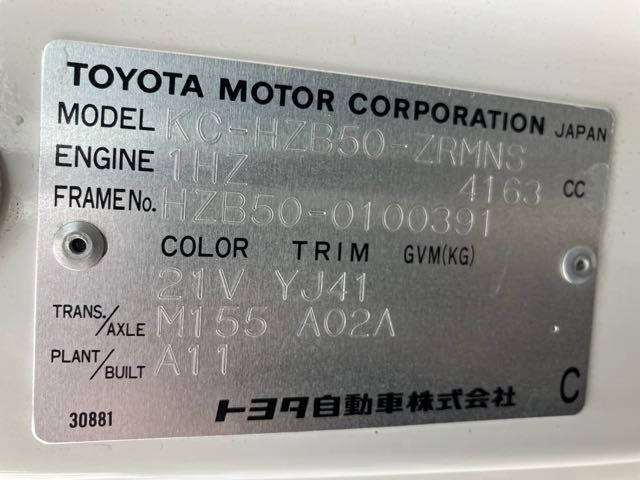 TOYOTA MOTOR CORPORATION JAPAN
MODEL KC-HZB50-ZRMNS
ENGINE 1HZ 4163 CC
FRAME No. HZB50-0100391
COLOR TRIM GVM(KG)
21V YJ41
TRANS./AXLE M155 A02A
PLANT/BUILT A11
30881 トヨタ自動車株式会社 C